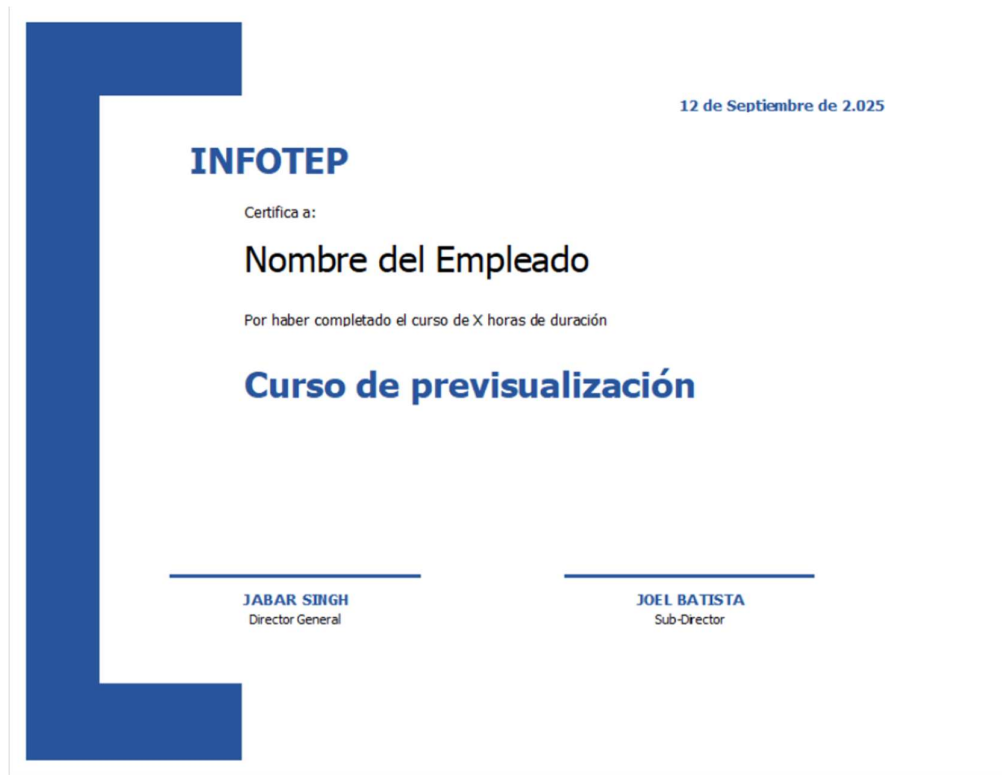 12 de Septiembre de 2.025
INFOTEP
Certifica a:
Nombre del Empleado
Por haber completado el curso de X horas de duración
Curso de previsualización
JABAR SINGH
Director General
JOEL BATISTA
Sub-Director